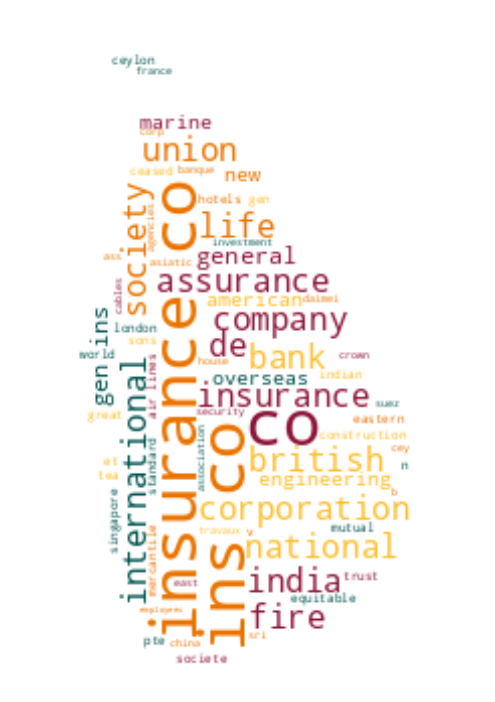 ceylon
france
marine
corp
union
ceased
banque
new
society
insurance co
hotels
gen
agencies
life
investment
general
ass
asiatic
assurance
cables
american
daimei
gen ins
london
company
sons
de
world
air lines
house
bank
crown
international
overseas
indian
insurance
suez
great
security
co
eastern
standard
association
ins co
construction
british
cey
et
n
tea
engineering
singapore
b
corporation
mercantile
travaux
v
mutual
national
east
india
trust
equitable
employees
fire
pte
china
sri
societe